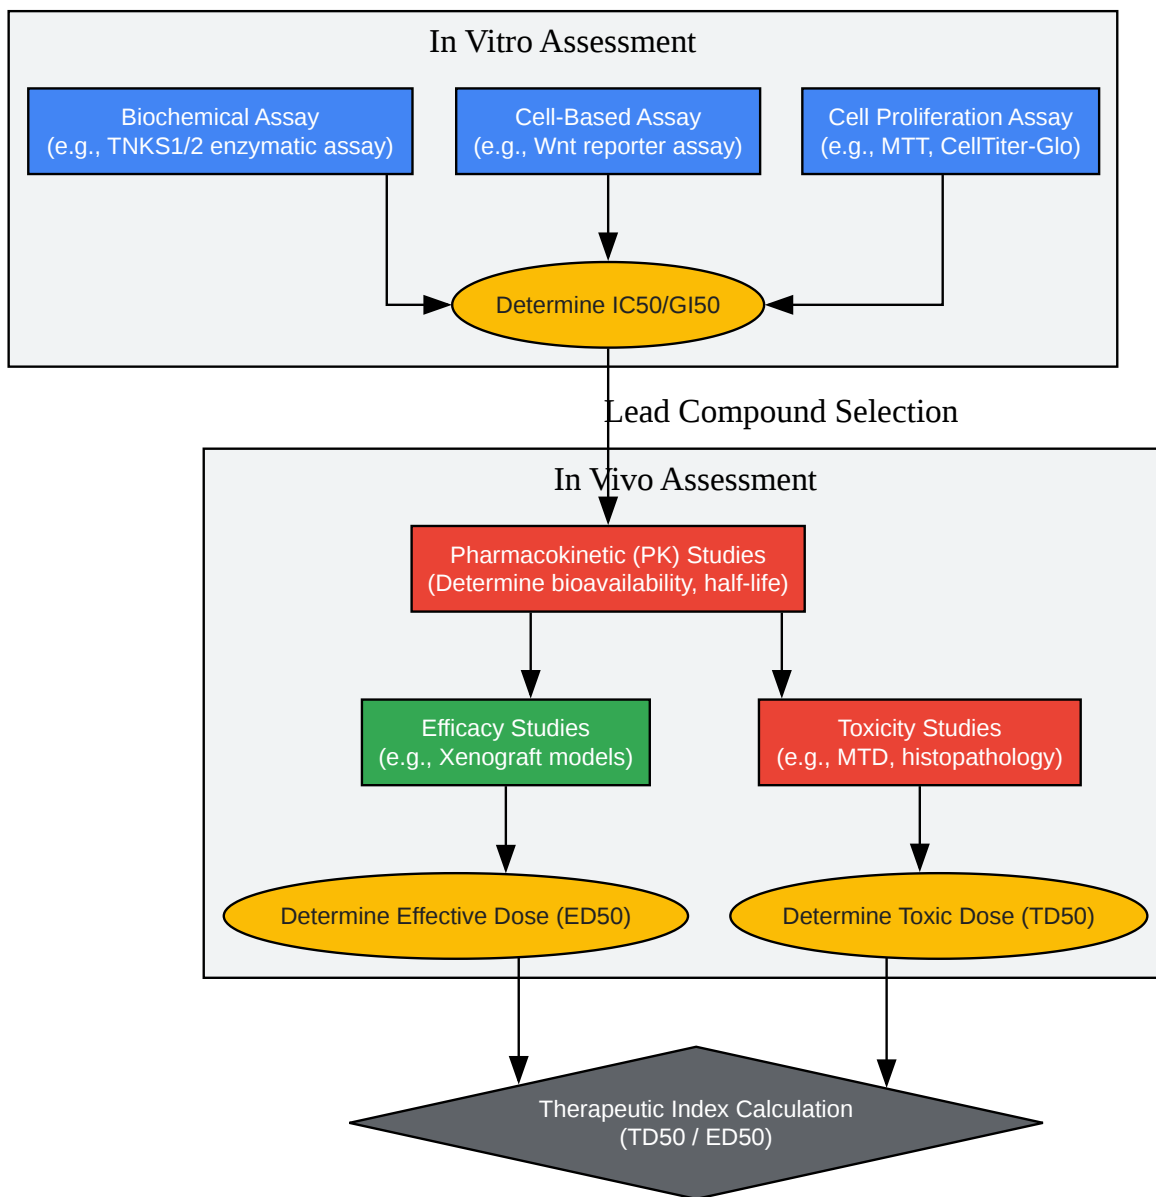 In Vitro Assessment
Biochemical Assay
(e.g., TNKS1/2 enzymatic assay)
Cell-Based Assay
(e.g., Wnt reporter assay)
Cell Proliferation Assay
(e.g., MTT, CellTiter-Glo)
Determine IC50/GI50
Lead Compound Selection
In Vivo Assessment
Pharmacokinetic (PK) Studies
(Determine bioavailability, half-life)
Efficacy Studies
(e.g., Xenograft models)
Toxicity Studies
(e.g., MTD, histopathology)
Determine Effective Dose (ED50)
Determine Toxic Dose (TD50)
Therapeutic Index Calculation
(TD50 / ED50)